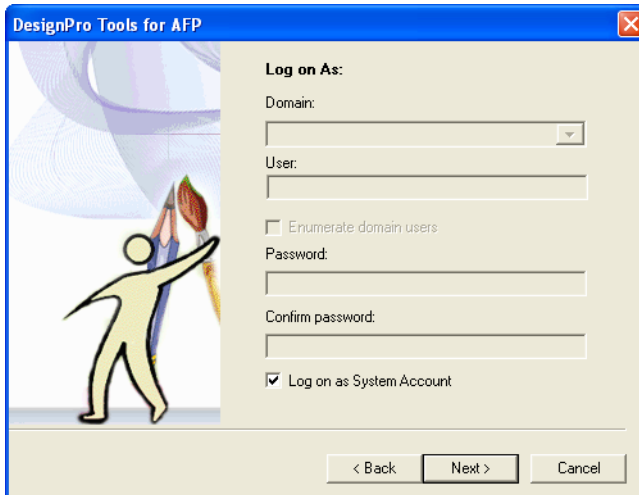 DesignPro Tools for AFP
Log on As:
Domain:
User:
Enumerate domain users
Password:
Confirm password:
Log on as System Account
< Back
Next >
Cancel